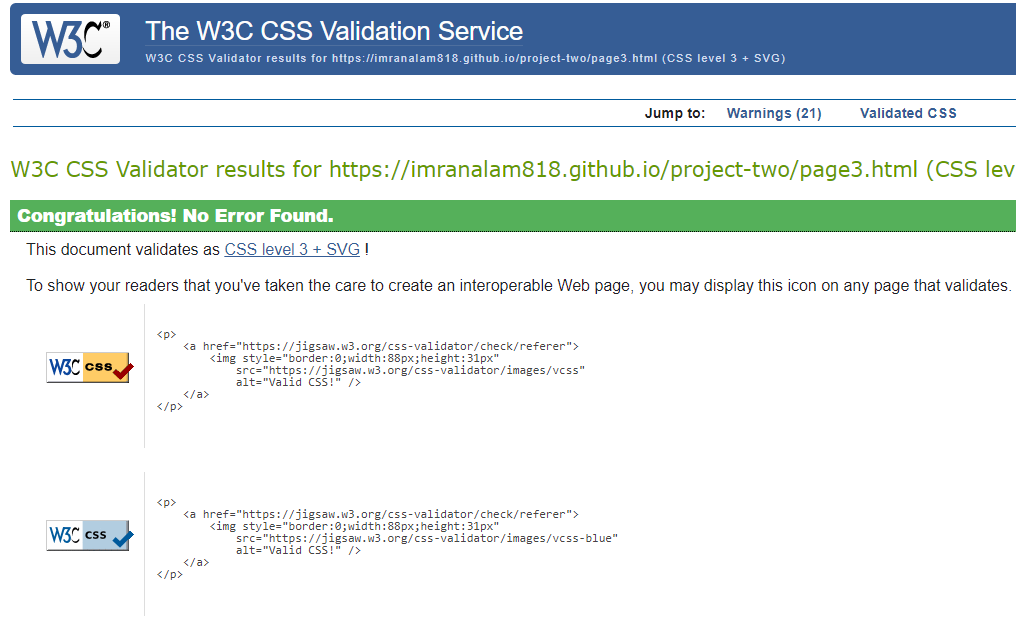 W3C®
The W3C CSS Validation Service
W3C CSS Validator results for https://imranalam818.github.io/project-two/page3.html (CSS level 3 + SVG)
Jump to: Warnings (21) Validated CSS
W3C CSS Validator results for https://imranalam818.github.io/project-two/page3.html (CSS lev
Congratulations! No Error Found.
This document validates as CSS level 3 + SVG !
To show your readers that you've taken the care to create an interoperable Web page, you may display this icon on any page that validates.
W3C css
<p>
    <a href="https://jigsaw.w3.org/css-validator/check/referer">
        <img style="border:0;width:88px;height:31px"
            src="https://jigsaw.w3.org/css-validator/images/vcss"
            alt="Valid CSS!" />
    </a>
</p>
W3C css
<p>
    <a href="https://jigsaw.w3.org/css-validator/check/referer">
        <img style="border:0;width:88px;height:31px"
            src="https://jigsaw.w3.org/css-validator/images/vcss-blue"
            alt="Valid CSS!" />
    </a>
</p>